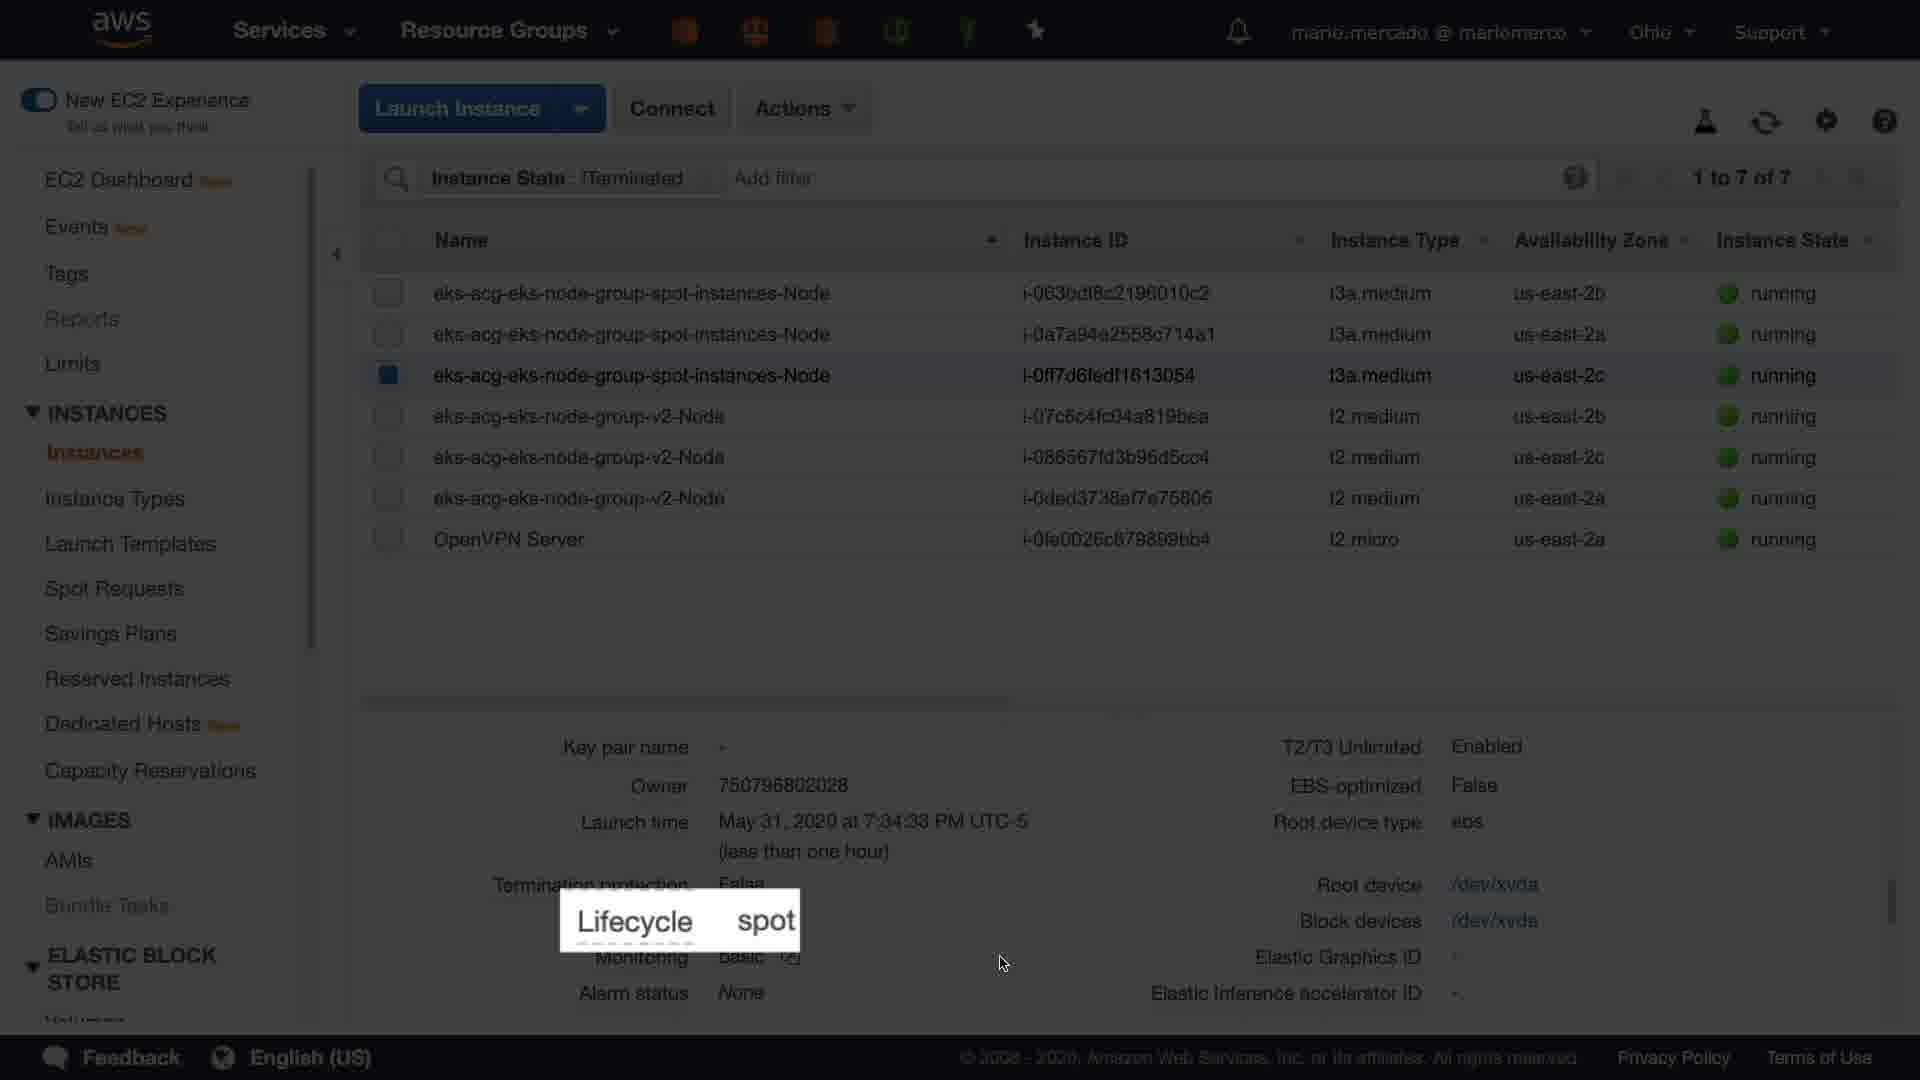 aws
Services
Resource Groups
mario.mercado @ mariomerco
Ohio
Support
New EC2 Experience
Tell us what you think
Launch Instance
Connect
Actions
EC2 Dashboard New
Events New
Tags
Reports
Limits
INSTANCES
Instances
Instance Types
Launch Templates
Spot Requests
Savings Plans
Reserved Instances
Dedicated Hosts New
Capacity Reservations
IMAGES
AMIs
Bundle Tasks
ELASTIC BLOCK
STORE
Instance State : !Terminated Add filter
1 to 7 of 7
Name Instance ID Instance Type Availability Zone Instance State
eks-acg-eks-node-group-spot-instances-Node t3a.medium us-east-2b running
eks-acg-eks-node-group-spot-instances-Node i-0a7a94e2558c714a1 t3a.medium us-east-2a running
eks-acg-eks-node-group-spot-instances-Node i-0ff7d6fedf1613054 t3a.medium us-east-2c running
eks-acg-eks-node-group-v2-Node i-07c6c4fc04a819bea t2.medium us-east-2b running
eks-acg-eks-node-group-v2-Node t2.medium us-east-2c running
eks-acg-eks-node-group-v2-Node t2.medium us-east-2a running
OpenVPN Server t2.micro us-east-2a running
Key pair name -
Owner 750796802028
Launch time May 31, 2020 at 7:34:33 PM UTC-5
(less than one hour)
Termination protection False
Lifecycle spot
Monitoring basic
Alarm status None
T2/T3 Unlimited Enabled
EBS-optimized False
Root device type ebs
Root device /dev/xvda
Block devices /dev/xvda
Elastic Graphics ID -
Elastic Inference accelerator ID -
Feedback
English (US)
© 2008 - 2020, Amazon Web Services, Inc. or its affiliates. All rights reserved.
Privacy Policy
Terms of Use